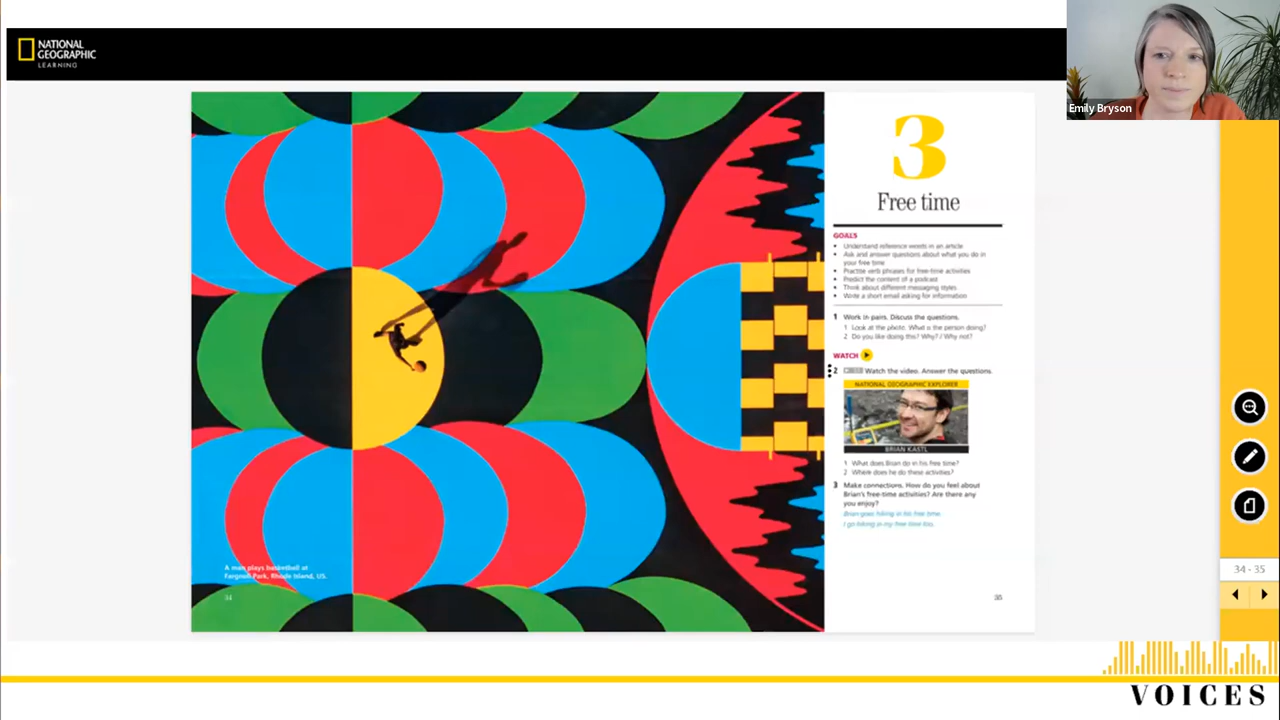 NATIONAL
GEOGRAPHIC
LEARNING
Emily Bryson
3
Free time
GOALS
• Understand reference words in an article
• Ask and answer questions about what you do in
your free time
• Practise verb phrases for free-time activities
• Predict the content of a podcast
• Think about different messaging styles
• Write a short email asking for information
1 Work in pairs. Discuss the questions.
1 Look at the photo. What is the person doing?
2 Do you like doing this? Why? / Why not?
WATCH
2 Watch the video. Answer the questions.
NATIONAL GEOGRAPHIC EXPLORER
BRIAN KASTL
1 What does Brian do in his free time?
2 Where does he do these activities?
3 Make connections. How do you feel about
Brian's free-time activities? Are there any
you enjoy?
Brian goes hiking in his free time.
I go hiking in my free time too.
A man plays basketball at
Fargnoli Park, Rhode Island, US.
34
35
34 - 35
VOICES